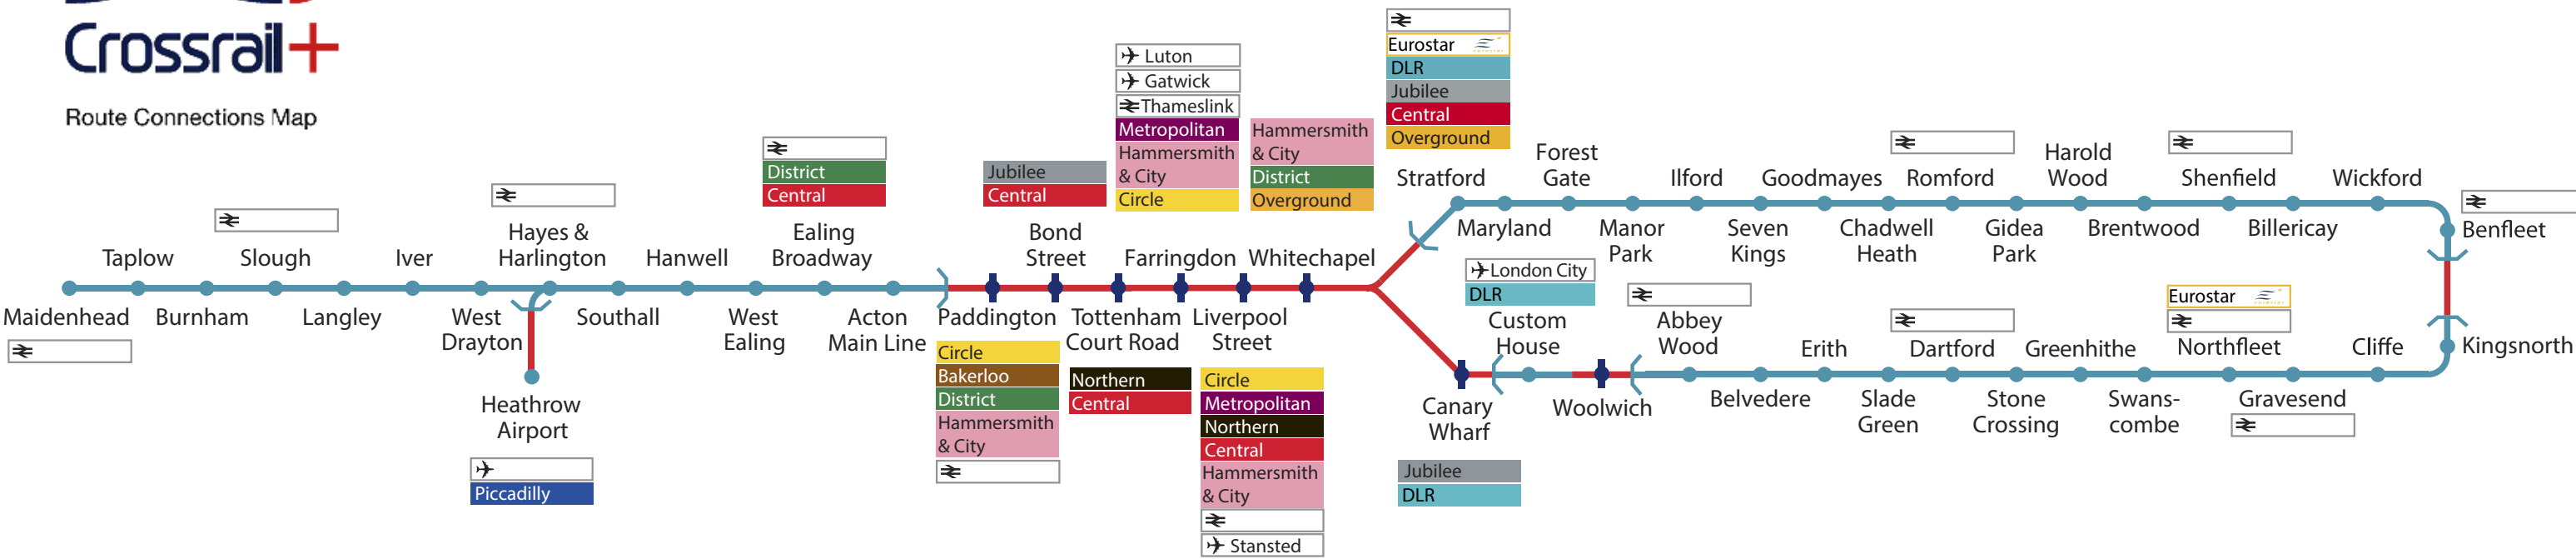 Crossrail+
Route Connections Map
Maidenhead
Taplow
Burnham
Slough
Langley
Iver
West
Drayton
Hayes &
Harlington
Heathrow
Airport
Piccadilly
Southall
Hanwell
West
Ealing
District
Central
Ealing
Broadway
Acton
Main Line
Paddington
Circle
Bakerloo
District
Hammersmith
& City
Jubilee
Central
Bond
Street
Tottenham
Court Road
Northern
Central
Luton
Gatwick
Thameslink
Metropolitan
Hammersmith
& City
Circle
Farringdon
Liverpool
Street
Circle
Metropolitan
Northern
Central
Hammersmith
& City
Stansted
Hammersmith
& City
District
Overground
Whitechapel
Eurostar
DLR
Jubilee
Central
Overground
Stratford
Maryland
Forest
Gate
Manor
Park
Ilford
Seven
Kings
Goodmayes
Chadwell
Heath
Romford
Gidea
Park
Harold
Wood
Brentwood
Shenfield
Billericay
Wickford
Benfleet
Canary
Wharf
Jubilee
DLR
London City
DLR
Custom
House
Woolwich
Abbey
Wood
Belvedere
Erith
Slade
Green
Dartford
Stone
Crossing
Greenhithe
Swans-
combe
Eurostar
Northfleet
Gravesend
Cliffe
Kingsnorth